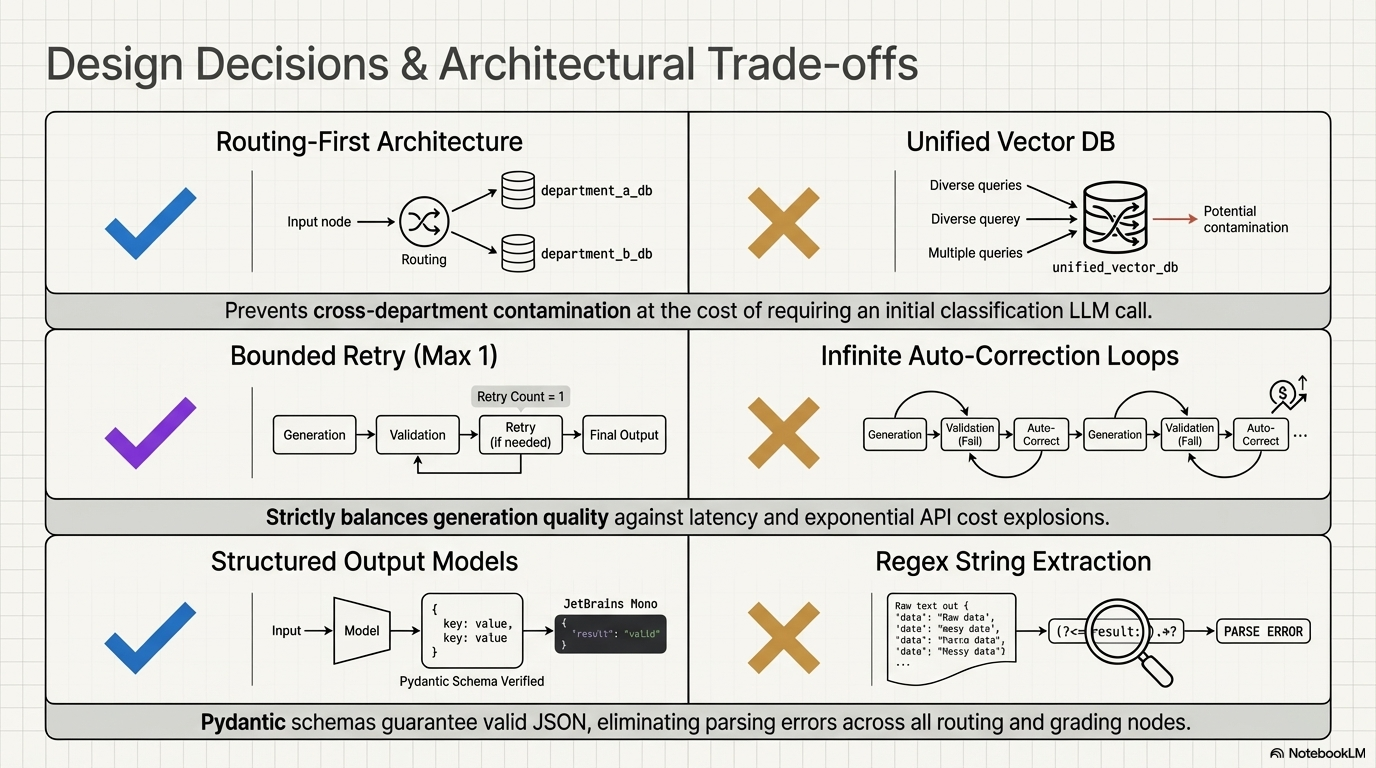 Design Decisions & Architectural Trade-offs
Routing-First Architecture
Input node
Routing
department_a_db
department_b_db
Unified Vector DB
Diverse queries
Diverse querey
Multiple queries
unified_vector_db
Potential
contamination
Prevents cross-department contamination at the cost of requiring an initial classification LLM call.
Bounded Retry (Max 1)
Retry Count = 1
Generation
Validation
Retry
(if needed)
Final Output
Infinite Auto-Correction Loops
Generation
Validation
(Fail)
Aute-
Correct
Generation
Validation
(Fall)
Auto-
Correct
...
$
Strictly balances generation quality against latency and exponential API cost explosions.
Structured Output Models
Input
Model
{
key: value,
key: value
}
Pydantic Schema Verified
JetBrains Mono
{
"result": "valid"
}
Regex String Extraction
Raw text out {
"data": "Raw data",
"data": "Messy data"}
...
(?<= result: ).+?
PARSE ERROR
Pydantic schemas guarantee valid JSON, eliminating parsing errors across all routing and grading nodes.
NotebookLM